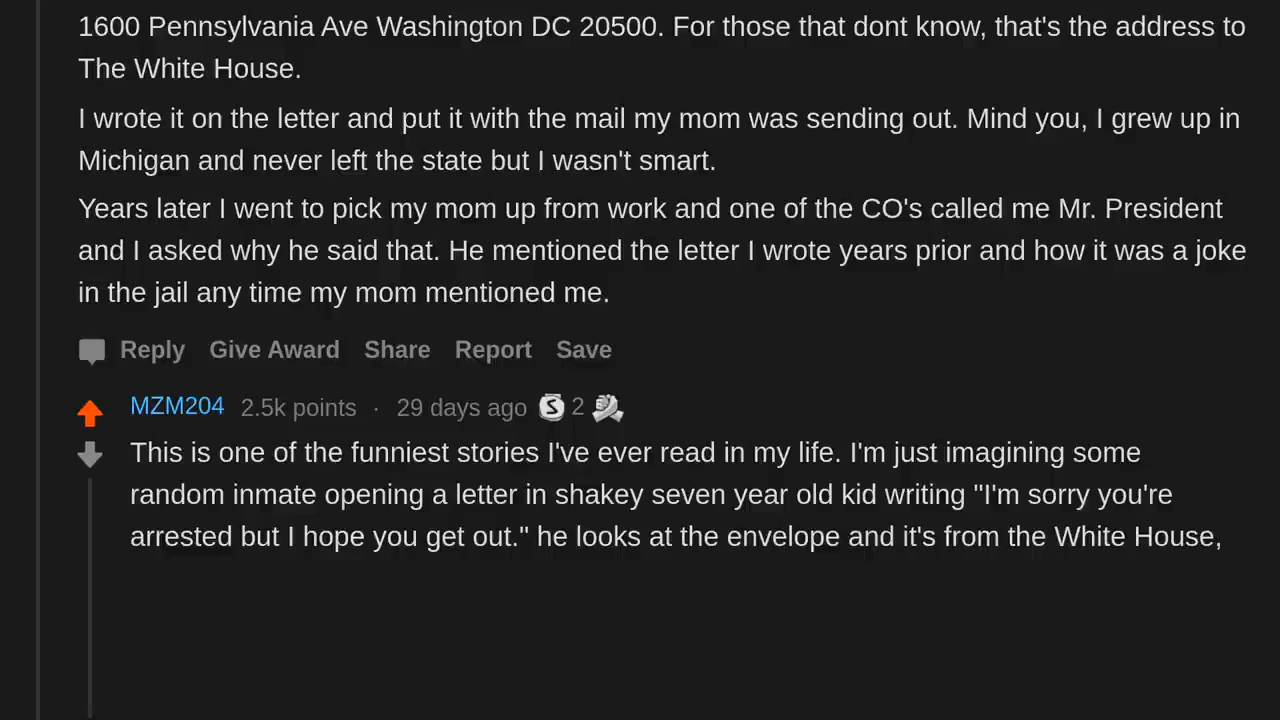 1600 Pennsylvania Ave Washington DC 20500. For those that dont know, that's the address to
The White House.
I wrote it on the letter and put it with the mail my mom was sending out. Mind you, I grew up in
Michigan and never left the state but I wasn't smart.
Years later I went to pick my mom up from work and one of the CO's called me Mr. President
and I asked why he said that. He mentioned the letter I wrote years prior and how it was a joke
in the jail any time my mom mentioned me.
Reply Give Award Share Report Save
MZM204 2.5k points · 29 days ago S 2
This is one of the funniest stories I've ever read in my life. I'm just imagining some
random inmate opening a letter in shakey seven year old kid writing "I'm sorry you're
arrested but I hope you get out." he looks at the envelope and it's from the White House,